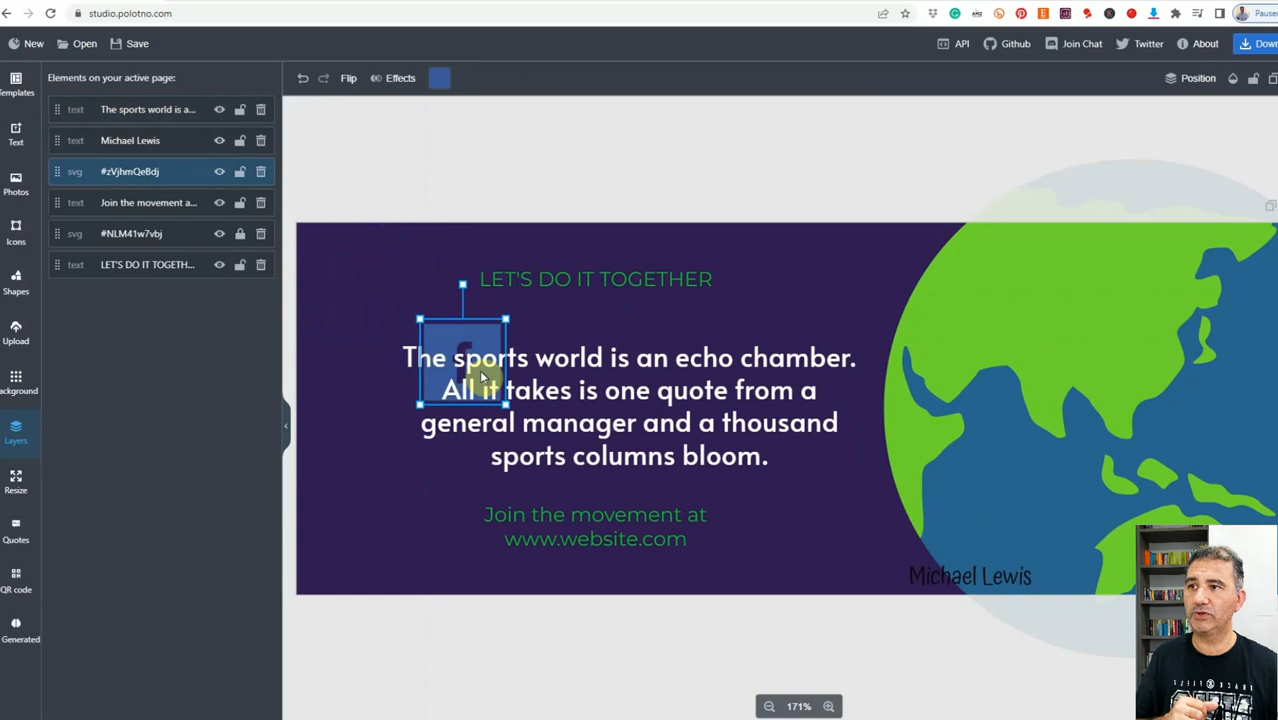 studio.polotno.com
Paused
New
Open
Save
API
Github
Join Chat
Twitter
About
Elements on your active page:
Flip
Effects
Position
Templates
Text
Photos
Icons
Shapes
Upload
Background
Layers
Resize
Quotes
QR code
Generated
text The sports world is a...
text Michael Lewis
svg #zVjhmQeBdj
text Join the movement a...
svg #NLM41w7vbj
text LET'S DO IT TOGETH...
LET'S DO IT TOGETHER
The sports world is an echo chamber.
All it takes is one quote from a
general manager and a thousand
sports columns bloom.
Join the movement at
www.website.com
Michael Lewis
171%